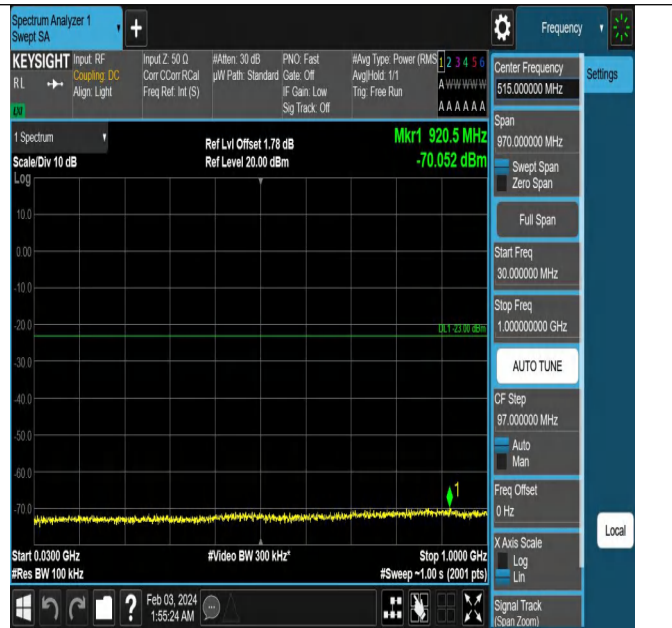 Spectrum Analyzer 1
Swept SA
Frequency
KEYSIGHT
RL
Input: RF
Coupling: DC
Align: Light
Input Z: 50 Ω
Corr CCorr RCal
Freq Ref: Int (S)
#Atten: 30 dB
µW Path: Standard
PNO: Fast
Gate: Off
IF Gain: Low
Sig Track: Off
#Avg Type: Power (RMS
Avg|Hold: 1/1
Trig: Free Run
1 2 3 4 5 6
A W W W W W
A A A A A A
LXI
1 Spectrum
Scale/Div 10 dB
Log
Ref Lvl Offset 1.78 dB
Ref Level 20.00 dBm
Mkr1 920.5 MHz
-70.052 dBm
10.0
0.00
-10.0
-20.0
DL1 -23.00 dBm
-30.0
-40.0
-50.0
-60.0
1
-70.0
Start 0.0300 GHz
#Res BW 100 kHz
#Video BW 300 kHz*
Stop 1.0000 GHz
#Sweep ~1.00 s (2001 pts)
Center Frequency
515.000000 MHz
Settings
Span
970.000000 MHz
Swept Span
Zero Span
Full Span
Start Freq
30.000000 MHz
Stop Freq
1.000000000 GHz
AUTO TUNE
CF Step
97.000000 MHz
Auto
Man
Freq Offset
0 Hz
X Axis Scale
Log
Lin
Local
Signal Track
(Span Zoom)
?
Feb 03, 2024
1:55:24 AM